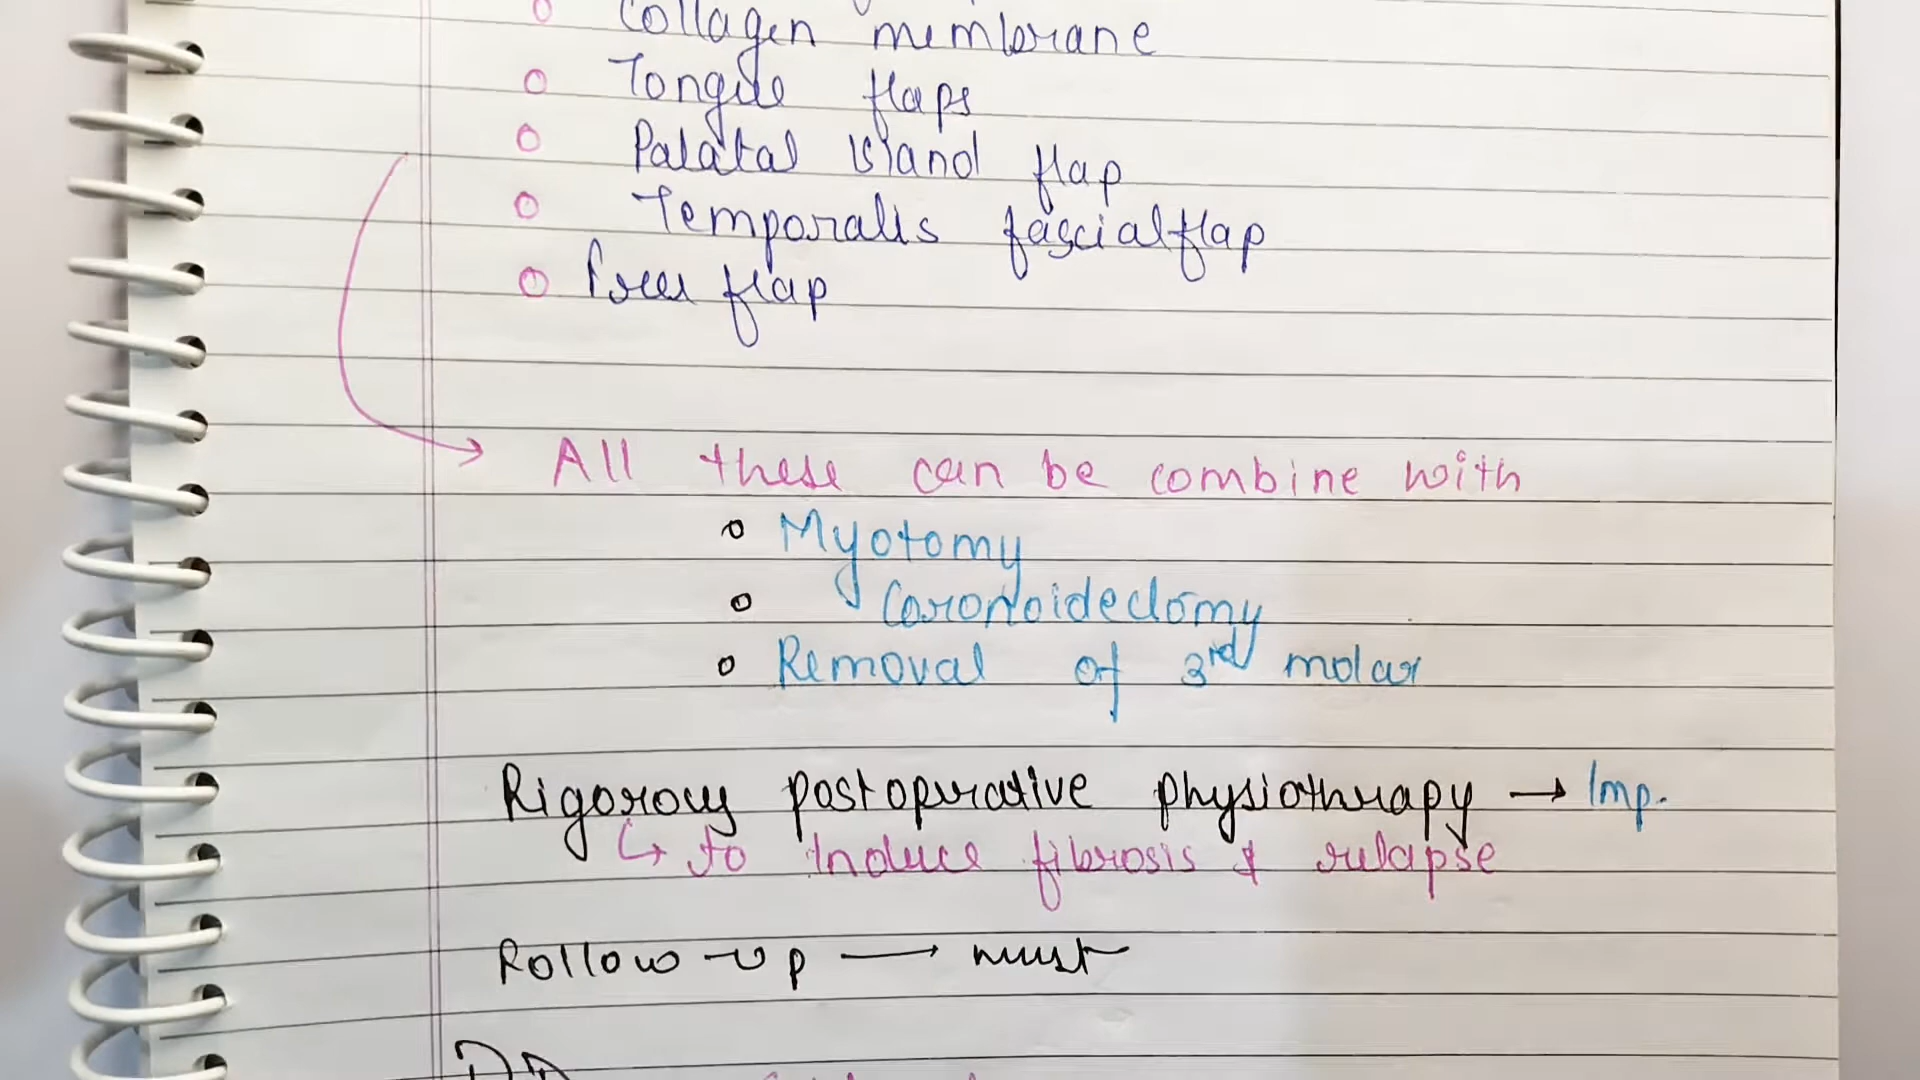 Collagen membrane
Tongue flaps
Palatal island flap
Temporalis fascial flap
Free flap
All these can be combine with
Myotomy
Coronoidectomy
Removal of 3rd molar
Rigorous postoperative physiotherapy → Imp.
↳ to induce fibrosis & relapse
Follow-up → must
DD